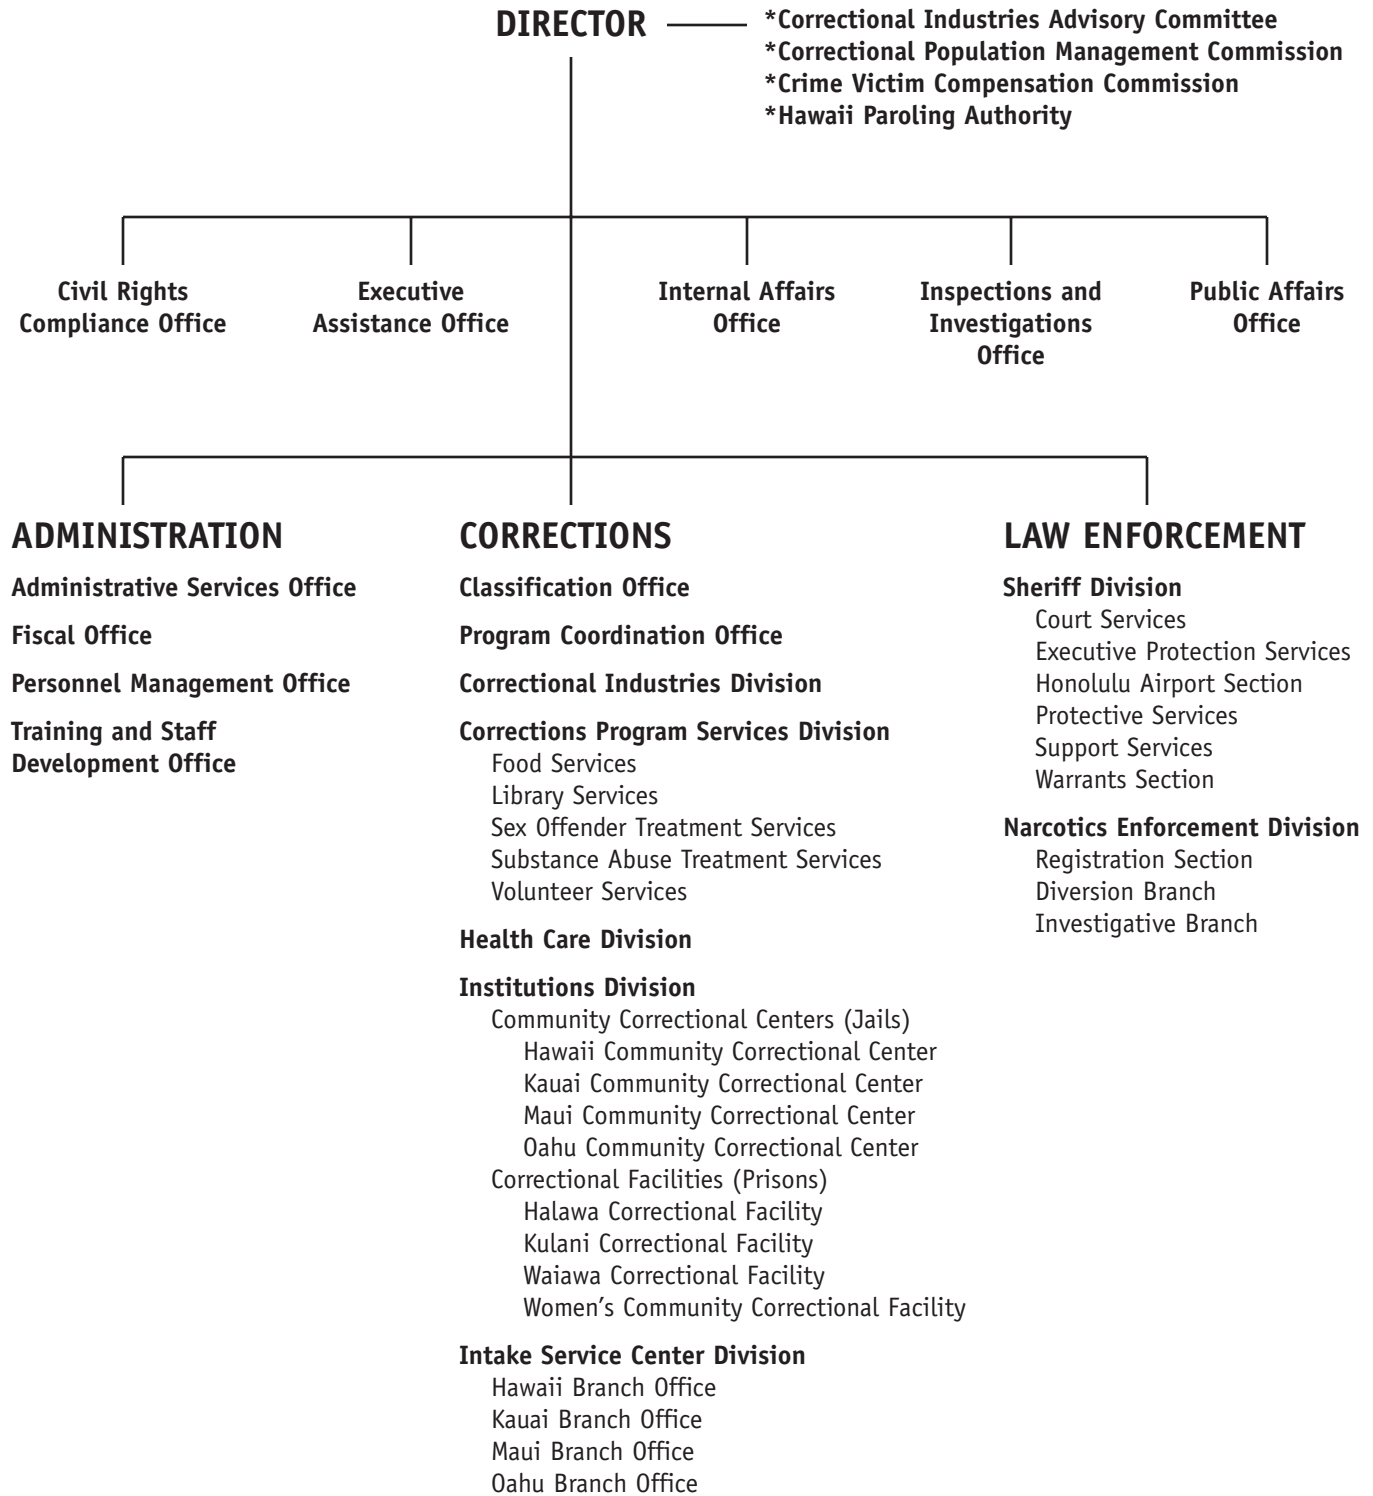 DIRECTOR
*Correctional Industries Advisory Committee
*Correctional Population Management Commission
*Crime Victim Compensation Commission
*Hawaii Paroling Authority
Civil Rights
Compliance Office
Executive
Assistance Office
Internal Affairs
Office
Inspections and
Investigations
Office
Public Affairs
Office
ADMINISTRATION
Administrative Services Office
Fiscal Office
Personnel Management Office
Training and Staff
Development Office
CORRECTIONS
Classification Office
Program Coordination Office
Correctional Industries Division
Corrections Program Services Division
Food Services
Library Services
Sex Offender Treatment Services
Substance Abuse Treatment Services
Volunteer Services
Health Care Division
Institutions Division
Community Correctional Centers (Jails)
Hawaii Community Correctional Center
Kauai Community Correctional Center
Maui Community Correctional Center
Oahu Community Correctional Center
Correctional Facilities (Prisons)
Halawa Correctional Facility
Kulani Correctional Facility
Waiawa Correctional Facility
Women’s Community Correctional Facility
Intake Service Center Division
Hawaii Branch Office
Kauai Branch Office
Maui Branch Office
Oahu Branch Office
LAW ENFORCEMENT
Sheriff Division
Court Services
Executive Protection Services
Honolulu Airport Section
Protective Services
Support Services
Warrants Section
Narcotics Enforcement Division
Registration Section
Diversion Branch
Investigative Branch